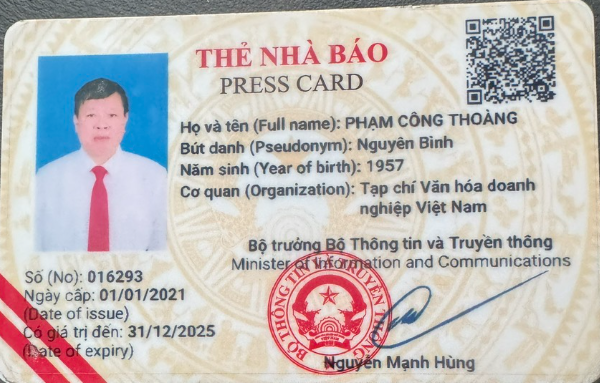 THẺ NHÀ BÁO
PRESS CARD
Họ và tên (Full name): PHẠM CÔNG THOÀNG
Bút danh (Pseudonym): Nguyên Bình
Năm sinh (Year of birth): 1957
Cơ quan (Organization): Tạp chí Văn hóa doanh
nghiệp Việt Nam
Bộ trưởng Bộ Thông tin và Truyền thông
Minister of Information and Communications
Số (No): 016293
Ngày cấp: 01/01/2021
(Date of issue)
Có giá trị đến: 31/12/2025
(Date of expiry)
BỘ THÔNG TIN VÀ TRUYỀN THÔNG
Nguyễn Mạnh Hùng